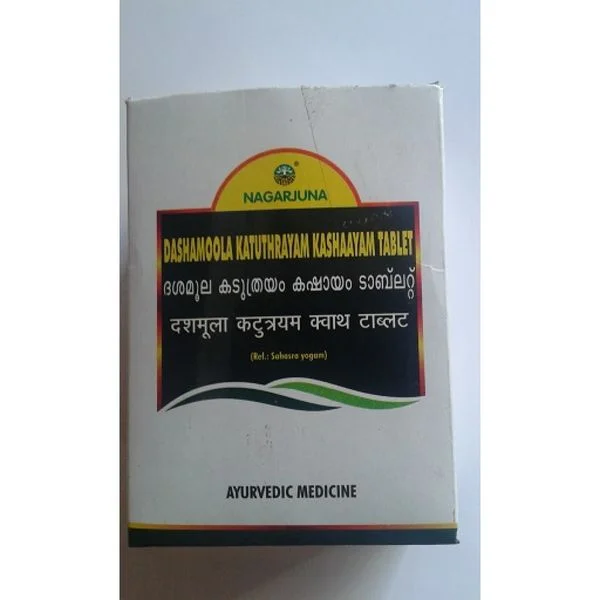 NAGARJUNA
DASHAMOOLA KATUTHRAYAM KASHAAYAM TABLET
ദശമൂല കടുത്രയം കഷായം ടാബ്‌ലറ്റ്
दशमूला कटुत्रयम क्वाथ टाब्लट
(Ref.: Sahasra yogam)
AYURVEDIC MEDICINE